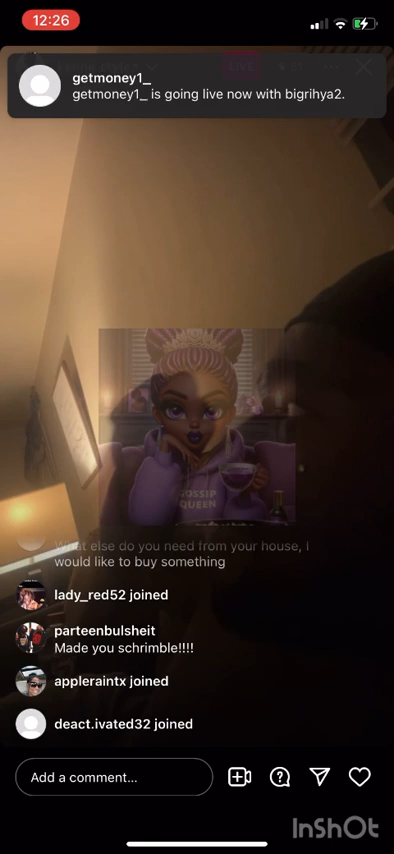 12:26
LIVE
getmoney1_
getmoney1_ is going live now with bigrihya2.
GOSSIP
QUEEN
What else do you need from your house, i
would like to buy something
lady_red52 joined
parteenbulsheit
Made you schrimble!!!!
appleraintx joined
deact.ivated32 joined
Add a comment...
InShOt